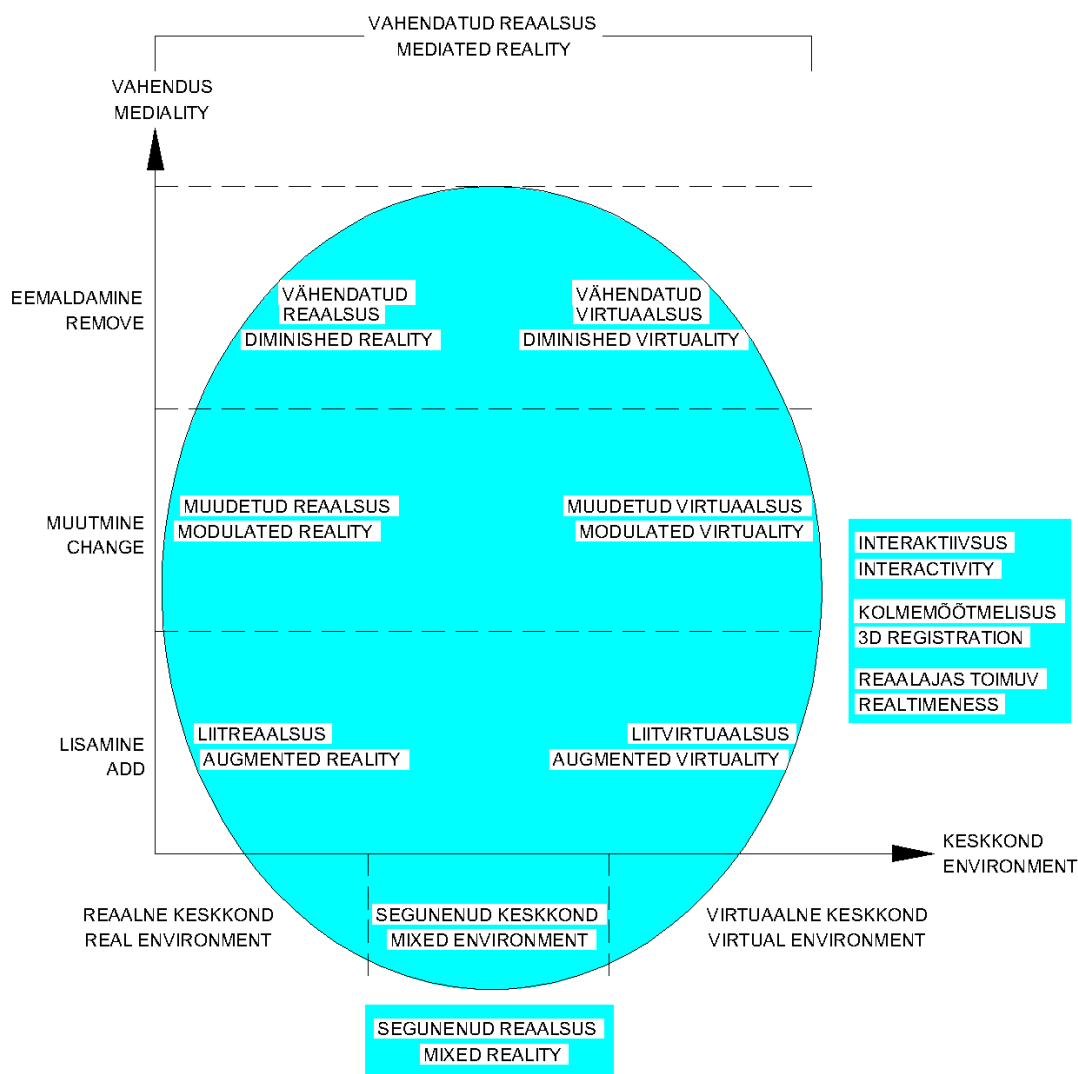 VAHENDATUD REAALSUS
MEDIATED REALITY
VAHENDUS
MEDIALITY
EEMALDAMINE
REMOVE
VÄHENDATUD
REAALSUS
DIMINISHED REALITY
VÄHENDATUD
VIRTUAALSUS
DIMINISHED VIRTUALITY
MUUTMINE
CHANGE
MUUDETUD REAALSUS
MODULATED REALITY
MUUDETUD VIRTUAALSUS
MODULATED VIRTUALITY
INTERAKTIIVSUS
INTERACTIVITY
KOLMEMÕÕTMELISUS
3D REGISTRATION
REAALAJAS TOIMUV
REALTIMENESS
LISAMINE
ADD
LIITREAALSUS
AUGMENTED REALITY
LIITVIRTUAALSUS
AUGMENTED VIRTUALITY
KESKKOND
ENVIRONMENT
REAALNE KESKKOND
REAL ENVIRONMENT
SEGUNENUD KESKKOND
MIXED ENVIRONMENT
VIRTUAALNE KESKKOND
VIRTUAL ENVIRONMENT
SEGUNENUD REAALSUS
MIXED REALITY